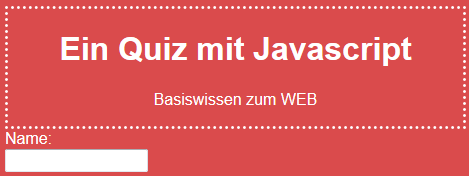 Ein Quiz mit Javascript
Basiswissen zum WEB
Name: